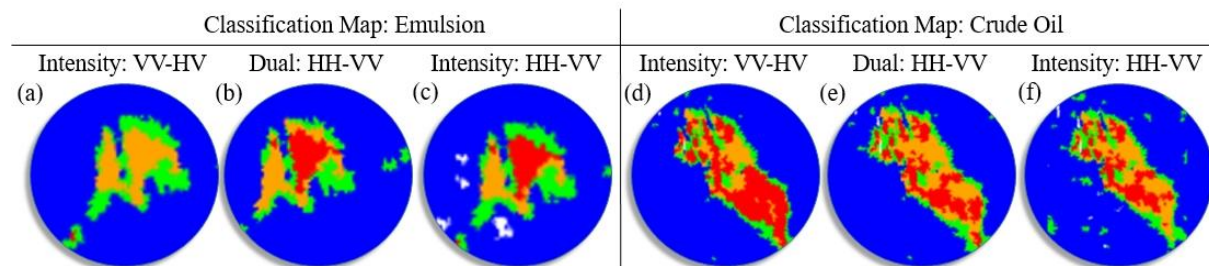 Classification Map: Emulsion Classification Map: Crude Oil
Intensity: VV-HV Dual: HH-VV Intensity: HH-VV Intensity: VV-HV Dual: HH-VV Intensity: HH-VV
(a) (b) (c) (d) (e) (f)